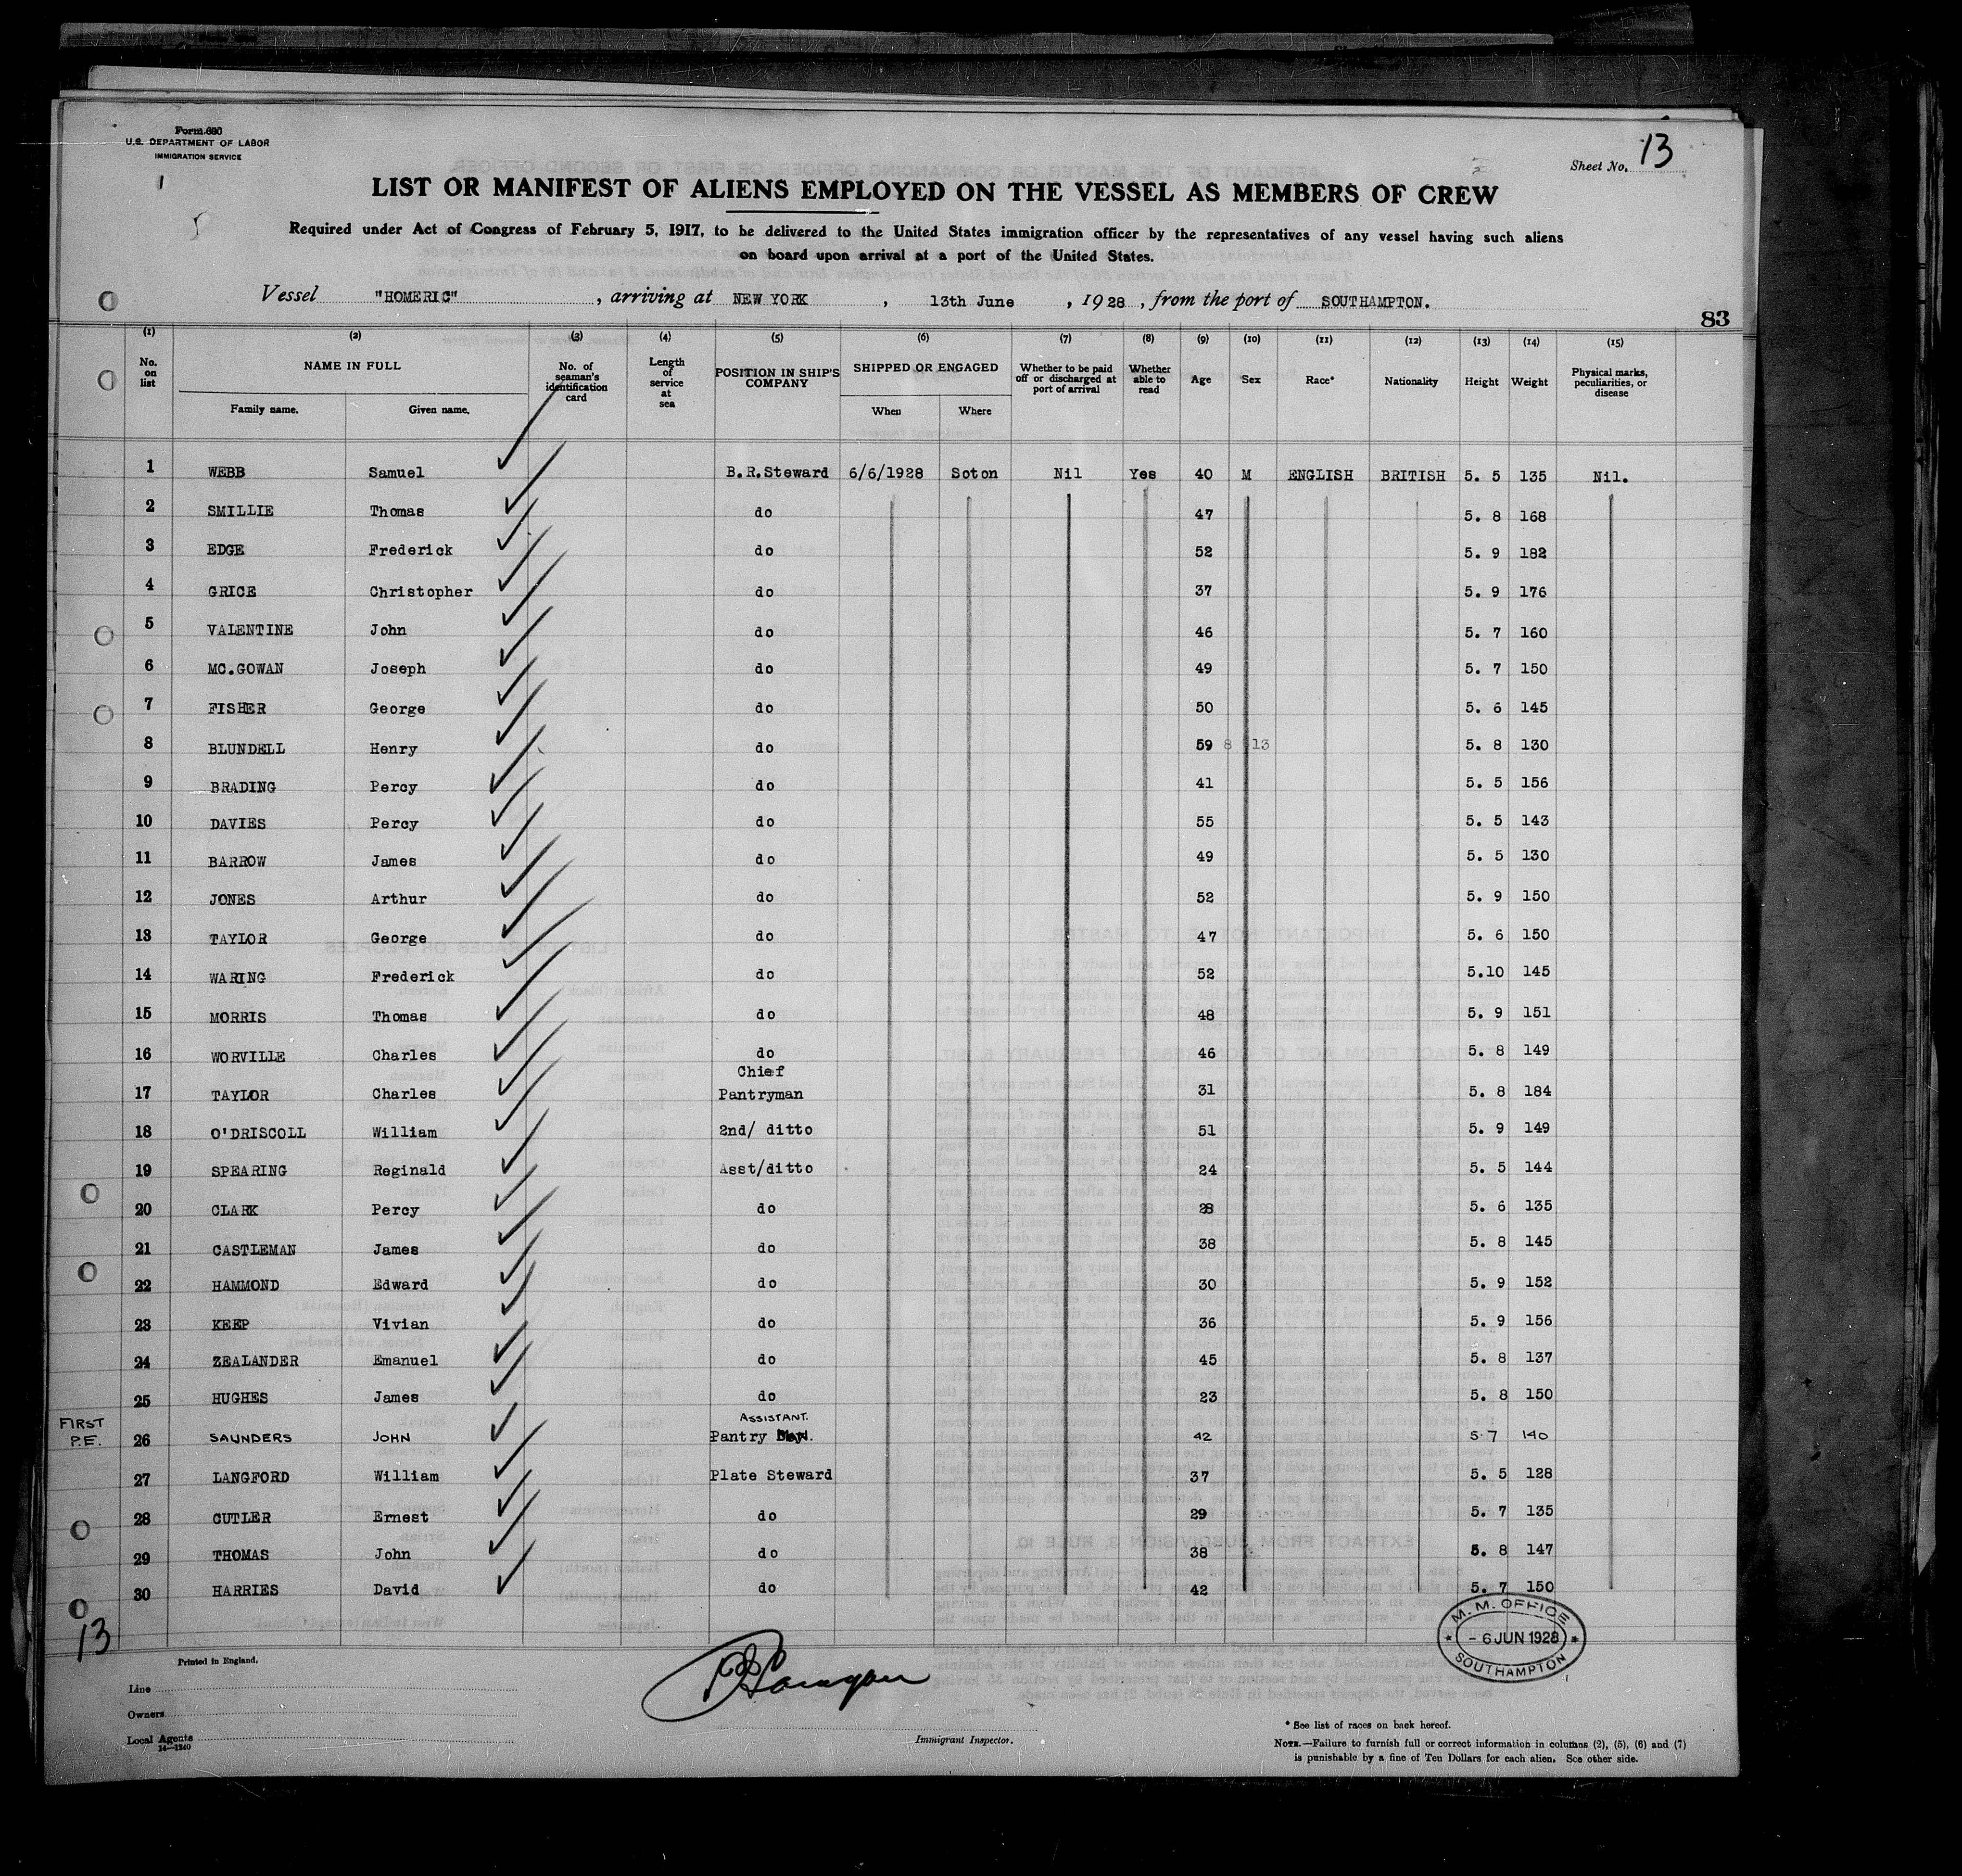 Form 680
U.S. DEPARTMENT OF LABOR
IMMIGRATION SERVICE
Sheet No. 13
LIST OR MANIFEST OF ALIENS EMPLOYED ON THE VESSEL AS MEMBERS OF CREW
Required under Act of Congress of February 5, 1917, to be delivered to the United States immigration officer by the representatives of any vessel having such aliens
on board upon arrival at a port of the United States.
Vessel "HOMERIC", arriving at NEW YORK, 13th June, 1928, from the port of SOUTHAMPTON.
83
(1) (2) (3) (4) (5) (6) (7) (8) (9) (10) (11) (12) (13) (14) (15)
No. on list NAME IN FULL Family name. Given name. No. of seaman's identification card Length of service at sea POSITION IN SHIP'S COMPANY SHIPPED OR ENGAGED When Where Whether to be paid off or discharged at port of arrival Whether able to read Age Sex Race* Nationality Height Weight Physical marks, peculiarities, or disease
1 WEBB Samuel B.R.Steward 6/6/1928 Soton Nil Yes 40 M ENGLISH BRITISH 5. 5 135 Nil.
2 SMILLIE Thomas do 47 5. 8 168
3 EDGE Frederick do 52 5. 9 182
4 GRICE Christopher do 37 5. 9 176
5 VALENTINE John do 46 5. 7 160
6 MC.GOWAN Joseph do 49 5. 7 150
7 FISHER George do 50 5. 6 145
8 BLUNDELL Henry do 59 8 13 5. 8 130
9 BRADING Percy do 41 5. 5 156
10 DAVIES Percy do 55 5. 5 143
11 BARROW James do 49 5. 5 130
12 JONES Arthur do 52 5. 9 150
13 TAYLOR George do 47 5. 6 150
14 WARING Frederick do 52 5.10 145
15 MORRIS Thomas do 48 5. 9 151
16 WORVILLE Charles do 46 5. 8 149
17 TAYLOR Charles Chief Pantryman 31 5. 8 184
18 O'DRISCOLL William 2nd/ ditto 51 5. 9 149
19 SPEARING Reginald Asst/ditto 24 5. 5 144
20 CLARK Percy do 28 5. 6 135
21 CASTLEMAN James do 38 5. 8 145
22 HAMMOND Edward do 30 5. 9 152
23 KEEP Vivian do 36 5. 9 156
24 ZEALANDER Emanuel do 45 5. 8 137
25 HUGHES James do 23 5. 8 150
FIRST P.E. 26 SAUNDERS JOHN ASSISTANT. Pantry 42 5.7 140
27 LANGFORD William Plate Steward 37 5. 5 128
28 CUTLER Ernest do 29 5. 7 135
29 THOMAS John do 38 5. 8 147
30 HARRIES David do 42 5. 7 150
13
M.M. OFFICE
- 6 JUN 1928
SOUTHAMPTON
Printed in England.
Line
Owners
Local Agents
14—1240
Immigrant Inspector.
* See list of races on back hereof.
NOTE.—Failure to furnish full or correct information in columns (2), (5), (6) and (7)
is punishable by a fine of Ten Dollars for each alien. See other side.